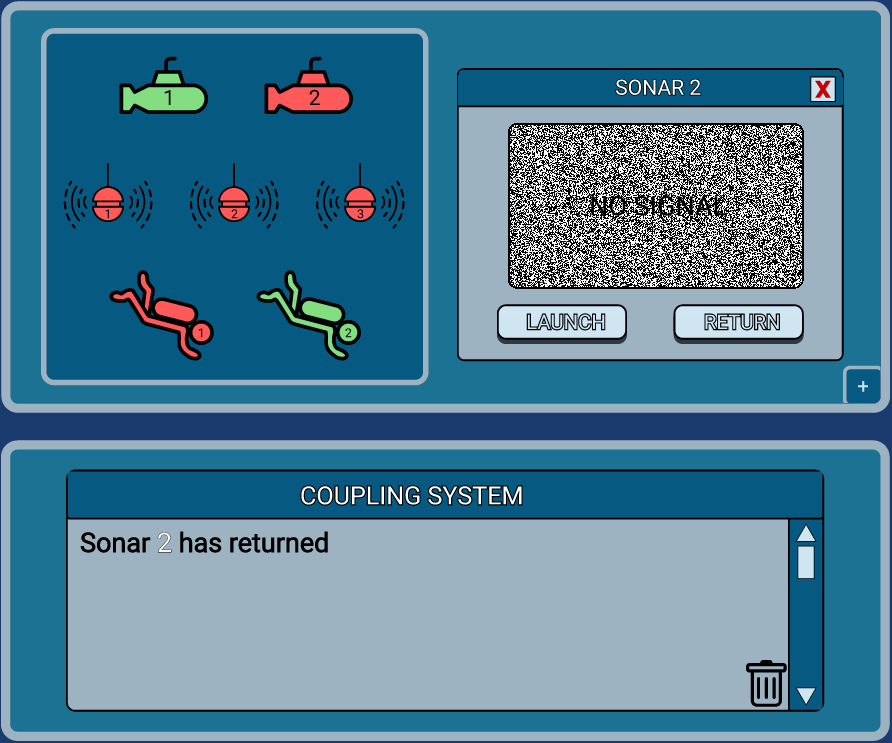 1
2
SONAR 2
X
1
2
3
NO SIGNAL
1
2
LAUNCH
RETURN
+
COUPLING SYSTEM
Sonar 2 has returned